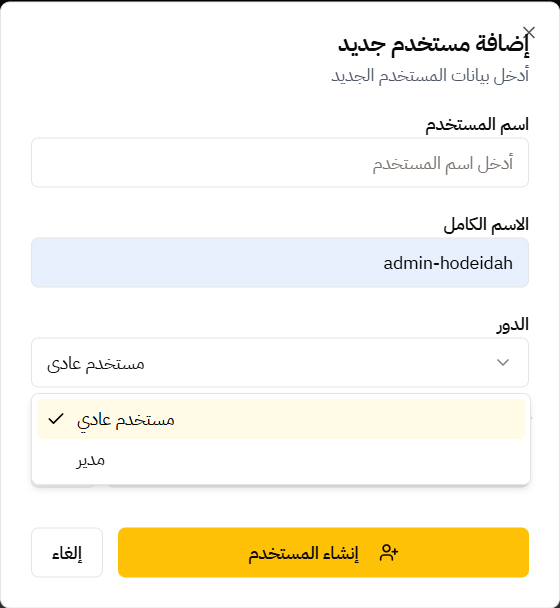 إضافة مستخدم جديد
أدخل بيانات المستخدم الجديد
اسم المستخدم
أدخل اسم المستخدم
الاسم الكامل
admin-hodeidah
الدور
مستخدم عادي
مستخدم عادي
مدير
إنشاء المستخدم
إلغاء